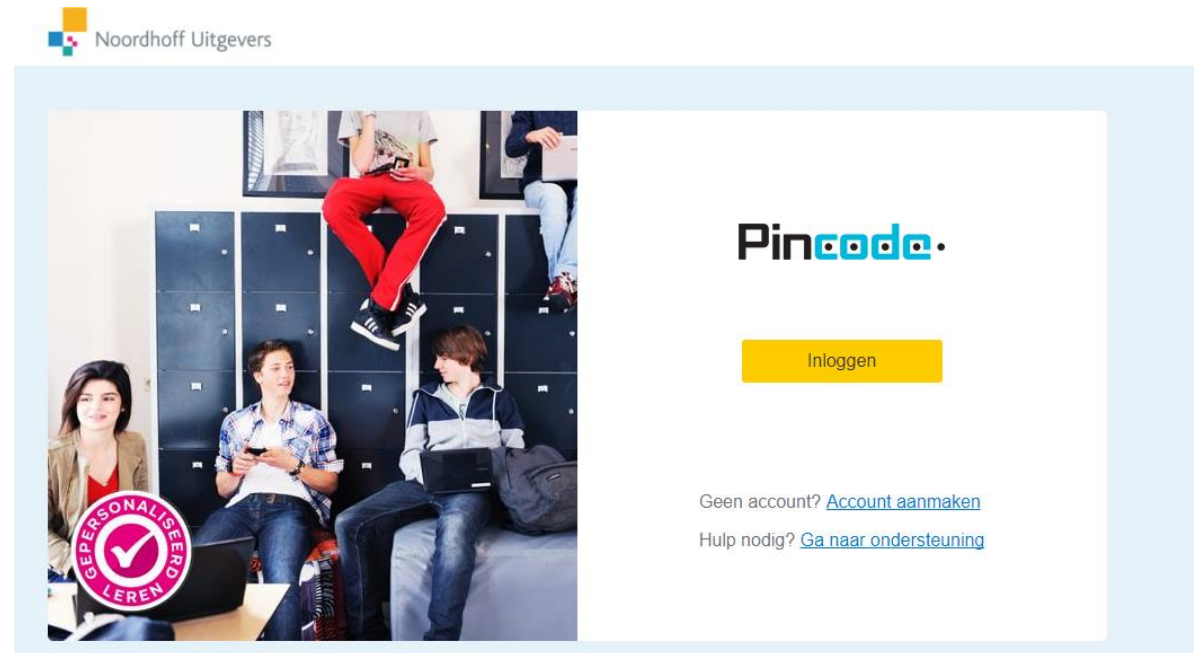 Noordhoff Uitgevers
Pincode.
Inloggen
Geen account? Account aanmaken
Hulp nodig? Ga naar ondersteuning
GEPERSONALISEERD
LEREN